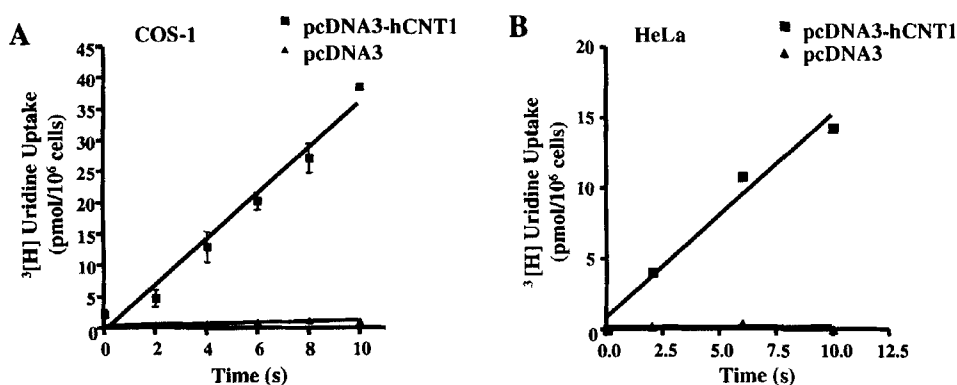 A
COS-1
pcDNA3-hCNT1
pcDNA3
45
40
35
30
25
20
15
10
5
0
³[H] Uridine Uptake
(pmol/10⁶ cells)
0 2 4 6 8 10
Time (s)
B
HeLa
pcDNA3-hCNT1
pcDNA3
20
15
10
5
0
³[H] Uridine Uptake
(pmol/10⁶ cells)
0.0 2.5 5.0 7.5 10.0 12.5
Time (s)